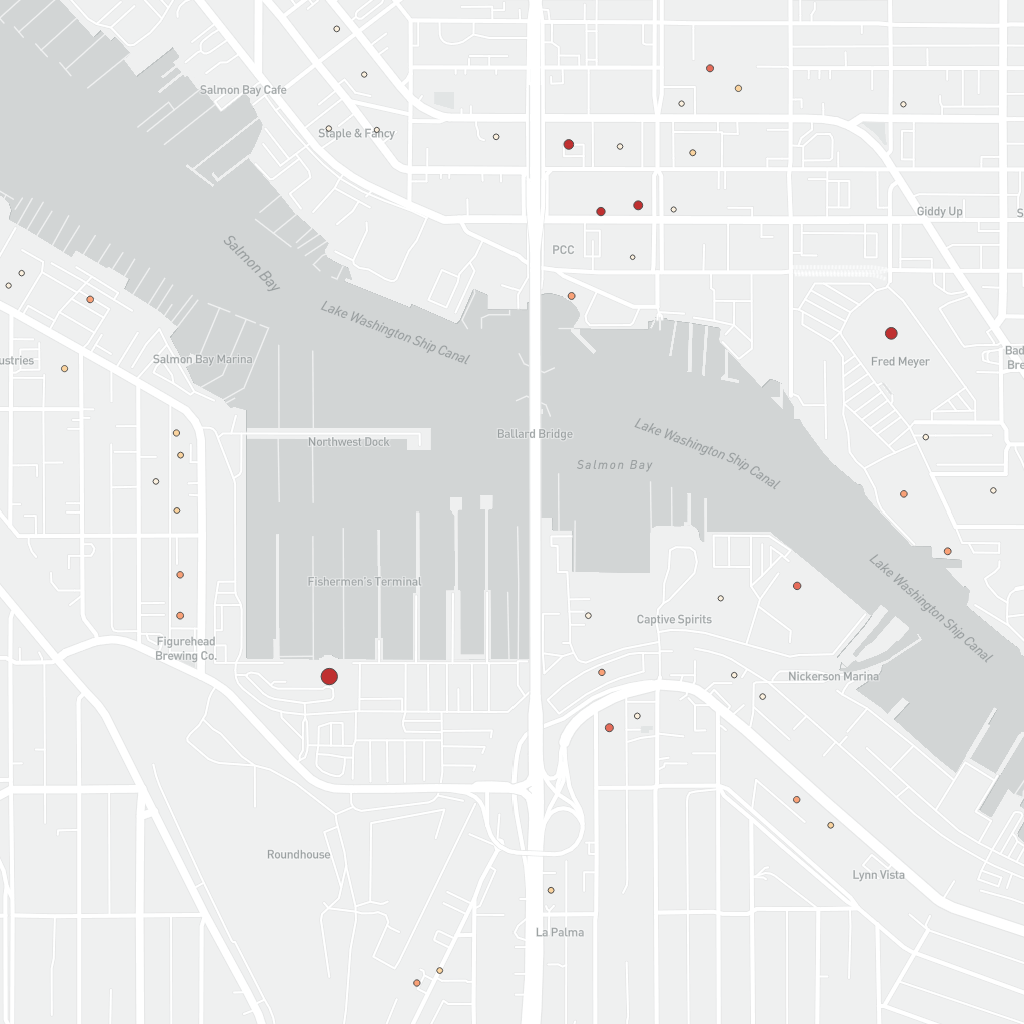 Salmon Bay Cafe
Staple & Fancy
Giddy Up
S
PCC
Salmon Bay
Lake Washington Ship Canal
Salmon Bay Marina
ustries
Fred Meyer
Bad
Bre
Northwest Dock
Ballard Bridge
Lake Washington Ship Canal
Salmon Bay
Fishermen's Terminal
Lake Washington Ship Canal
Captive Spirits
Figurehead
Brewing Co.
Nickerson Marina
Roundhouse
Lynn Vista
La Palma